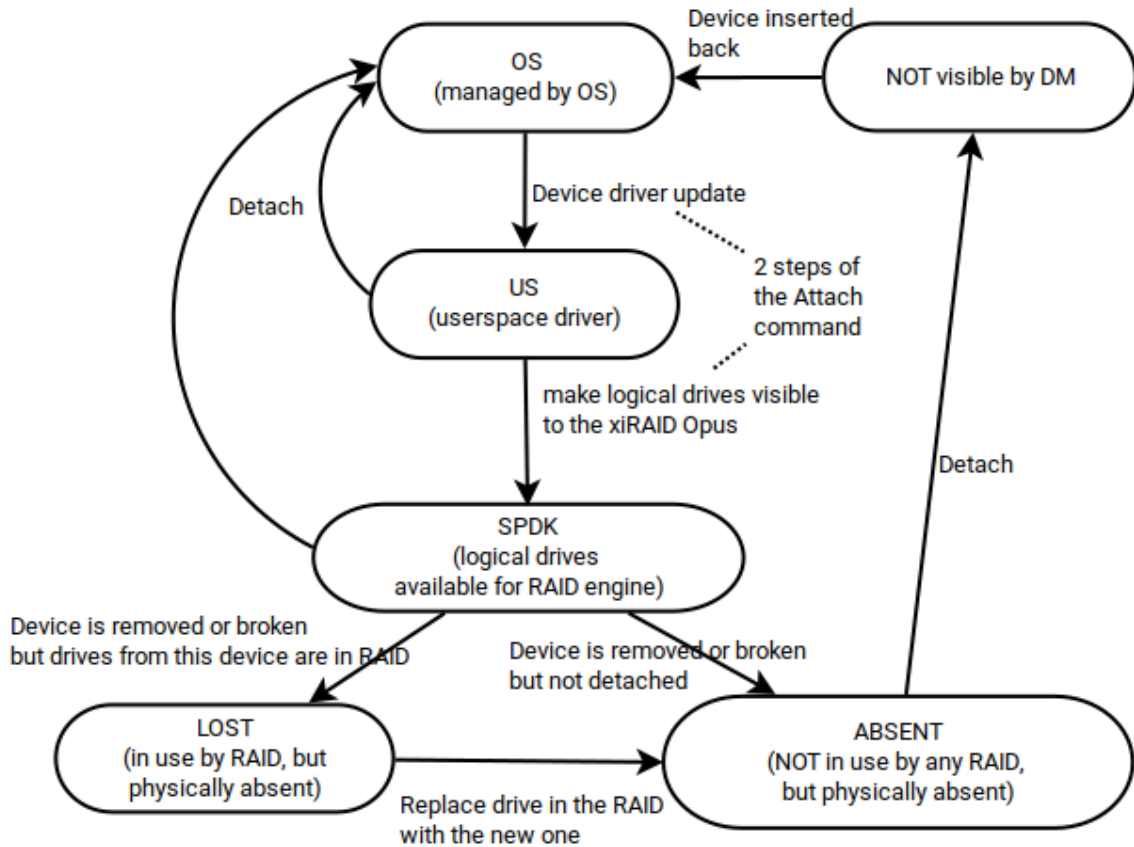 Device inserted
back
OS
(managed by OS)
NOT visible by DM
Detach
Device driver update
US
(userspace driver)
2 steps of
the Attach
command
make logical drives visible
to the xiRAID Opus
Detach
SPDK
(logical drives
available for RAID engine)
Device is removed or broken
but drives from this device are in RAID
Device is removed or broken
but not detached
LOST
(in use by RAID, but
physically absent)
ABSENT
(NOT in use by any RAID,
but physically absent)
Replace drive in the RAID
with the new one